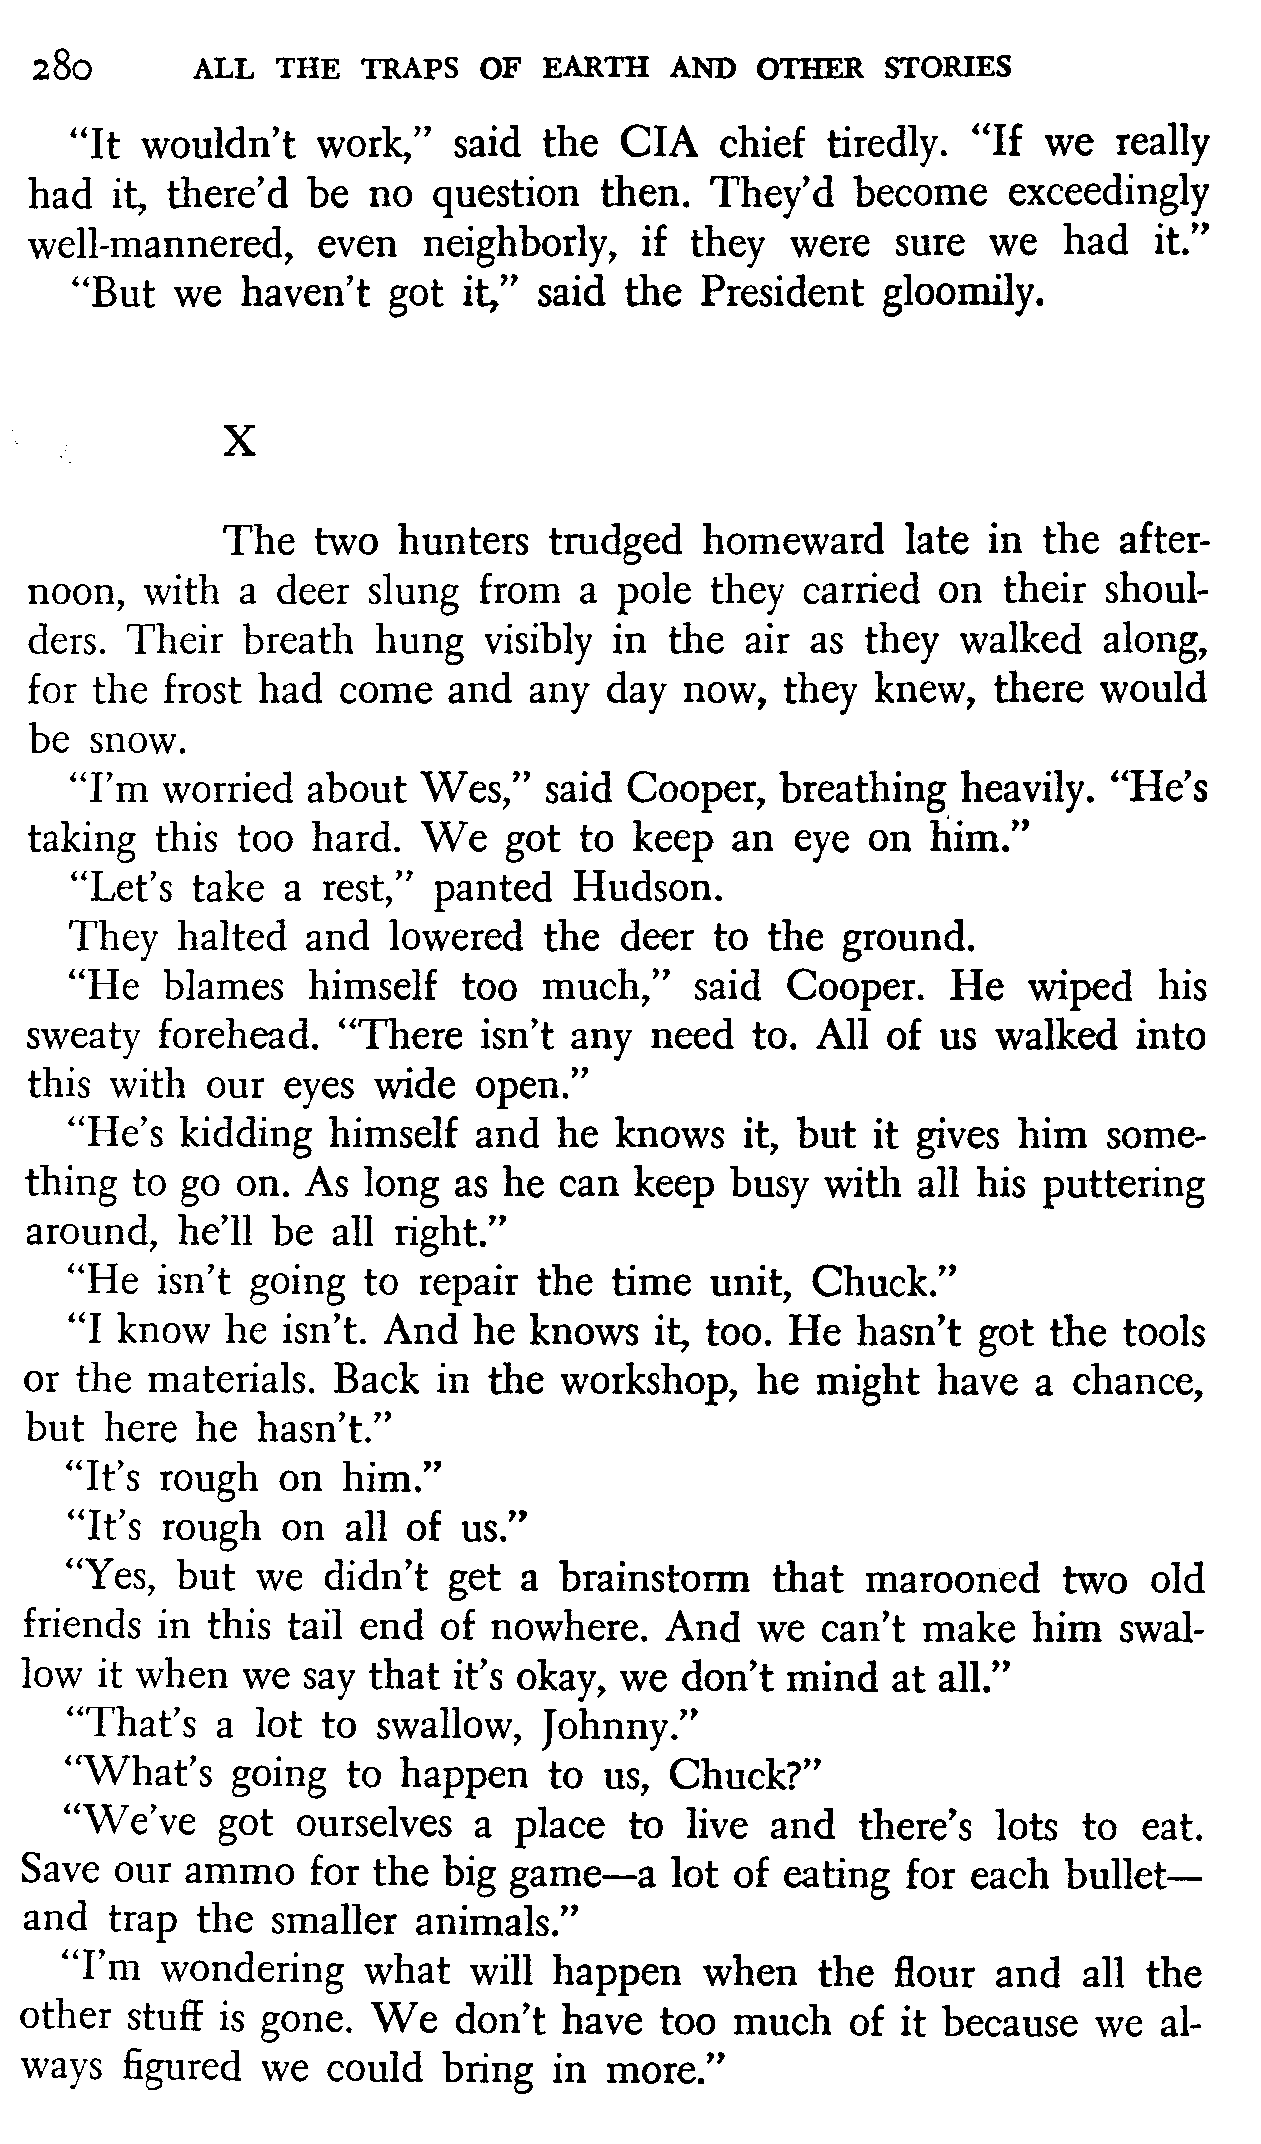 280 ALL THE TRAPS OF EARTH AND OTHER STORIES
“It wouldn’t work,” said the CIA chief tiredly. “If we really
had it, there’d be no question then. They’d become exceedingly
well-mannered, even neighborly, if they were sure we had it.”
“But we haven’t got it,” said the President gloomily.
X
The two hunters trudged homeward late in the after-
noon, with a deer slung from a pole they carried on their shoul-
ders. Their breath hung visibly in the air as they walked along,
for the frost had come and any day now, they knew, there would
be snow.
“I’m worried about Wes,” said Cooper, breathing heavily. “He’s
taking this too hard. We got to keep an eye on him.”
“Let’s take a rest,” panted Hudson.
They halted and lowered the deer to the ground.
“He blames himself too much,” said Cooper. He wiped his
sweaty forehead. “There isn’t any need to. All of us walked into
this with our eyes wide open.”
“He’s kidding himself and he knows it, but it gives him some-
thing to go on. As long as he can keep busy with all his puttering
around, he’ll be all right.”
“He isn’t going to repair the time unit, Chuck.”
“I know he isn’t. And he knows it, too. He hasn’t got the tools
or the materials. Back in the workshop, he might have a chance,
but here he hasn’t.”
“It’s rough on him.”
“It’s rough on all of us.”
“Yes, but we didn’t get a brainstorm that marooned two old
friends in this tail end of nowhere. And we can’t make him swal-
low it when we say that it’s okay, we don’t mind at all.”
“That’s a lot to swallow, Johnny.”
“What’s going to happen to us, Chuck?”
“We’ve got ourselves a place to live and there’s lots to eat.
Save our ammo for the big game—a lot of eating for each bullet—
and trap the smaller animals.”
“I’m wondering what will happen when the flour and all the
other stuff is gone. We don’t have too much of it because we al-
ways figured we could bring in more.”